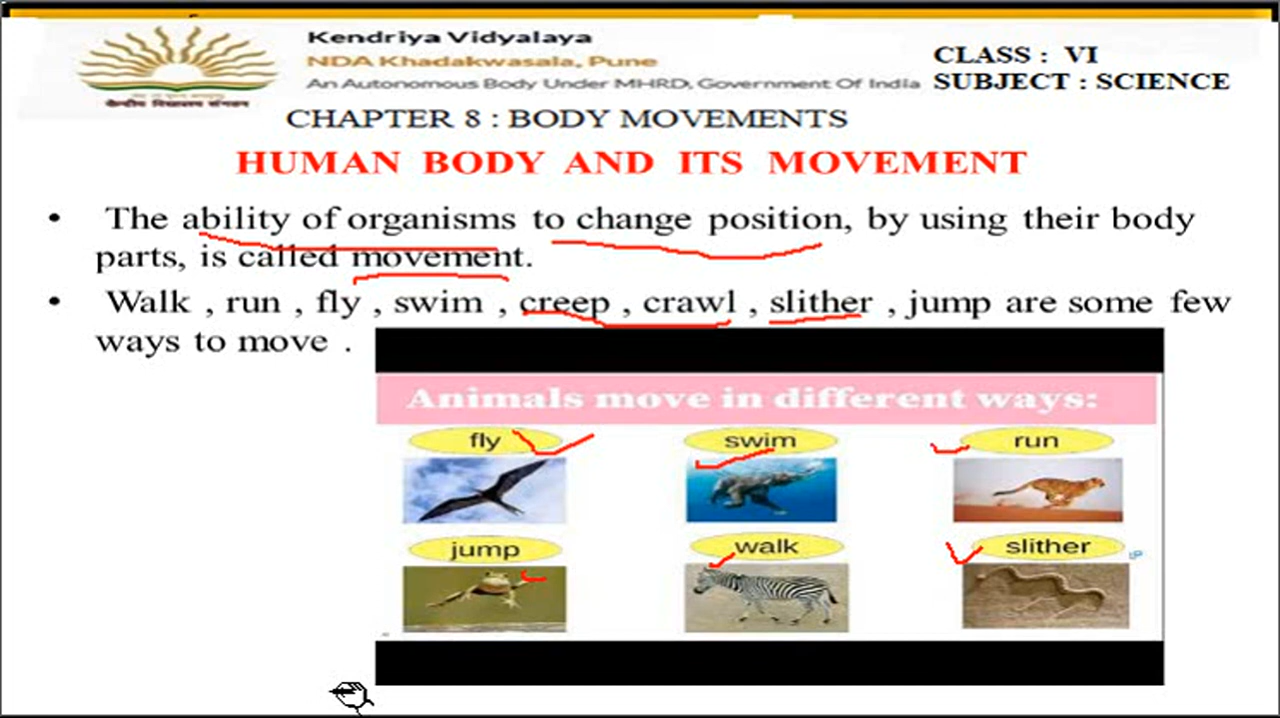 Kendriya Vidyalaya
NDA Khadakwasala, Pune
An Autonomous Body Under MHRD, Government Of India
केन्द्रीय विद्यालय संगठन
CLASS : VI
SUBJECT : SCIENCE
CHAPTER 8 : BODY MOVEMENTS
HUMAN BODY AND ITS MOVEMENT
• The ability of organisms to change position, by using their body
parts, is called movement.
• Walk , run , fly , swim , creep , crawl , slither , jump are some few
ways to move .
Animals move in different ways:
fly swim run
jump walk slither